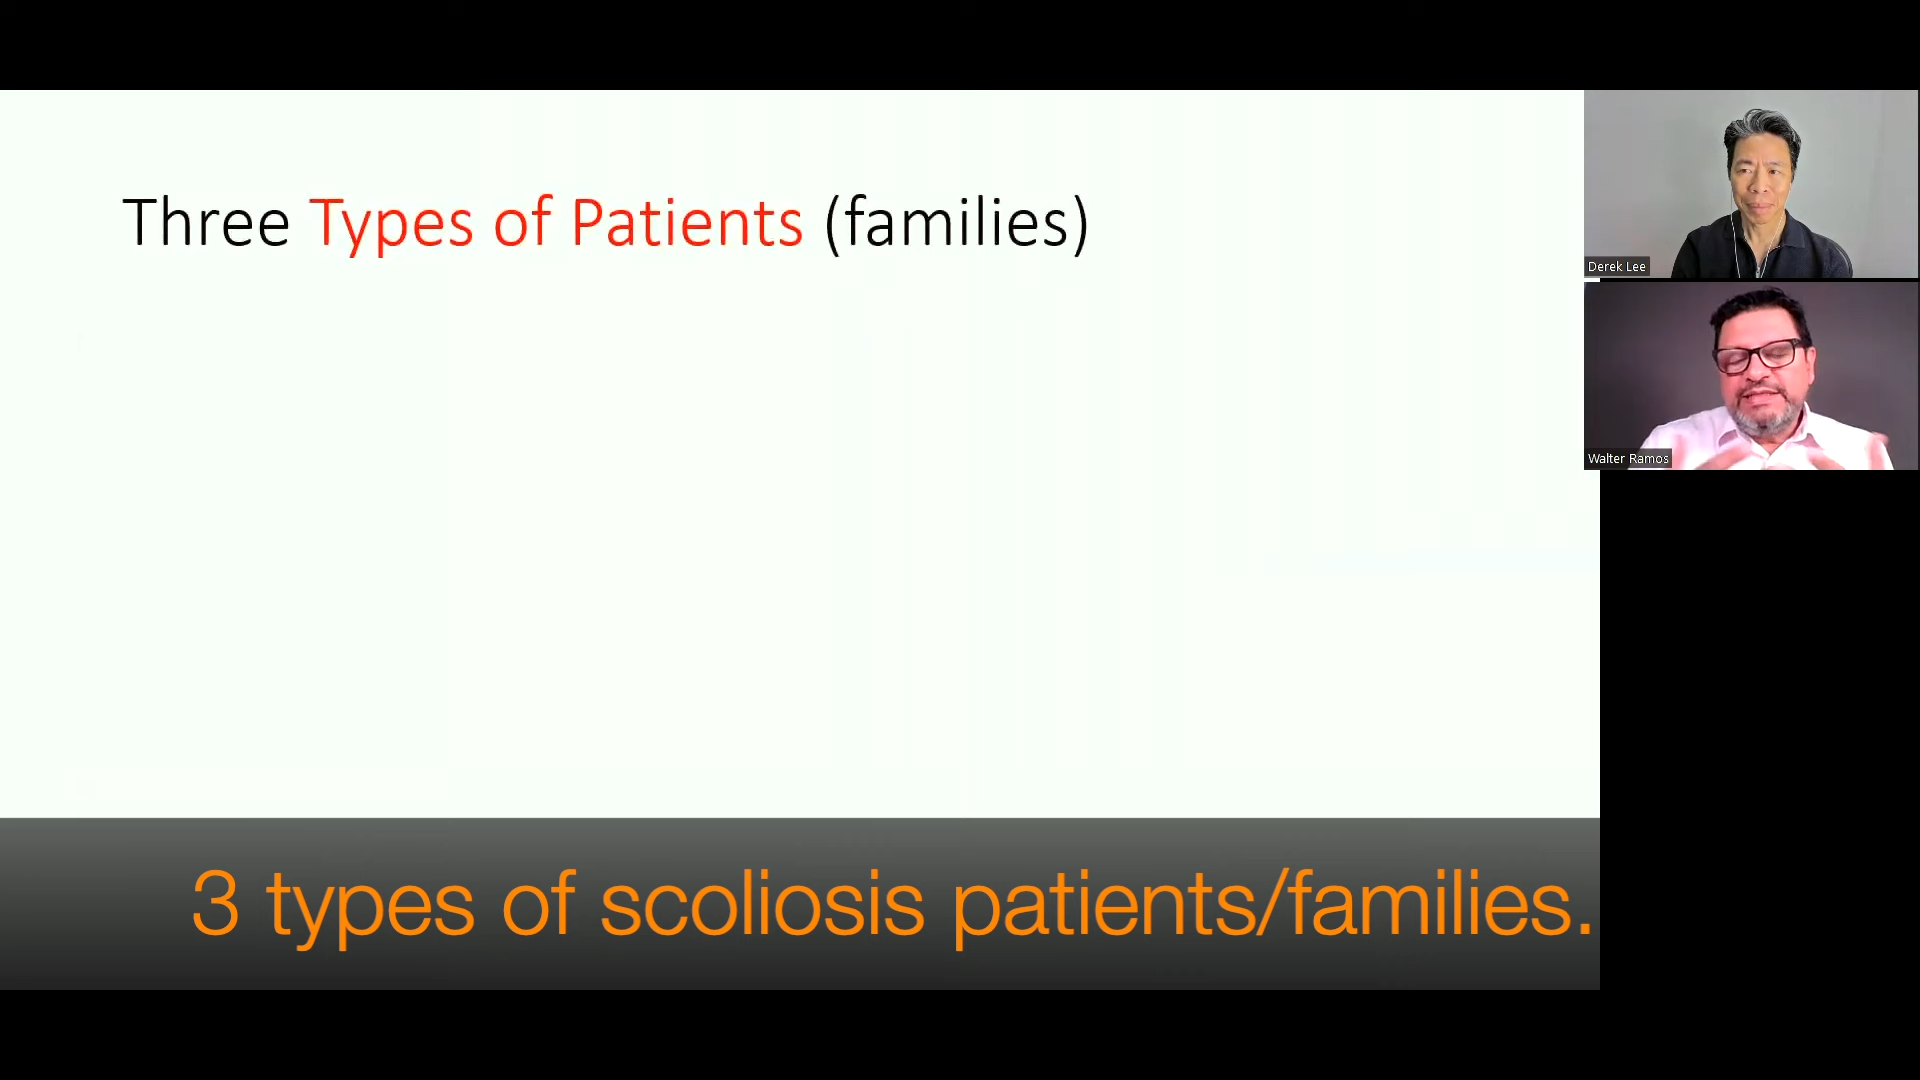 Three Types of Patients (families)
Derek Lee
Walter Ramos
3 types of scoliosis patients/families.